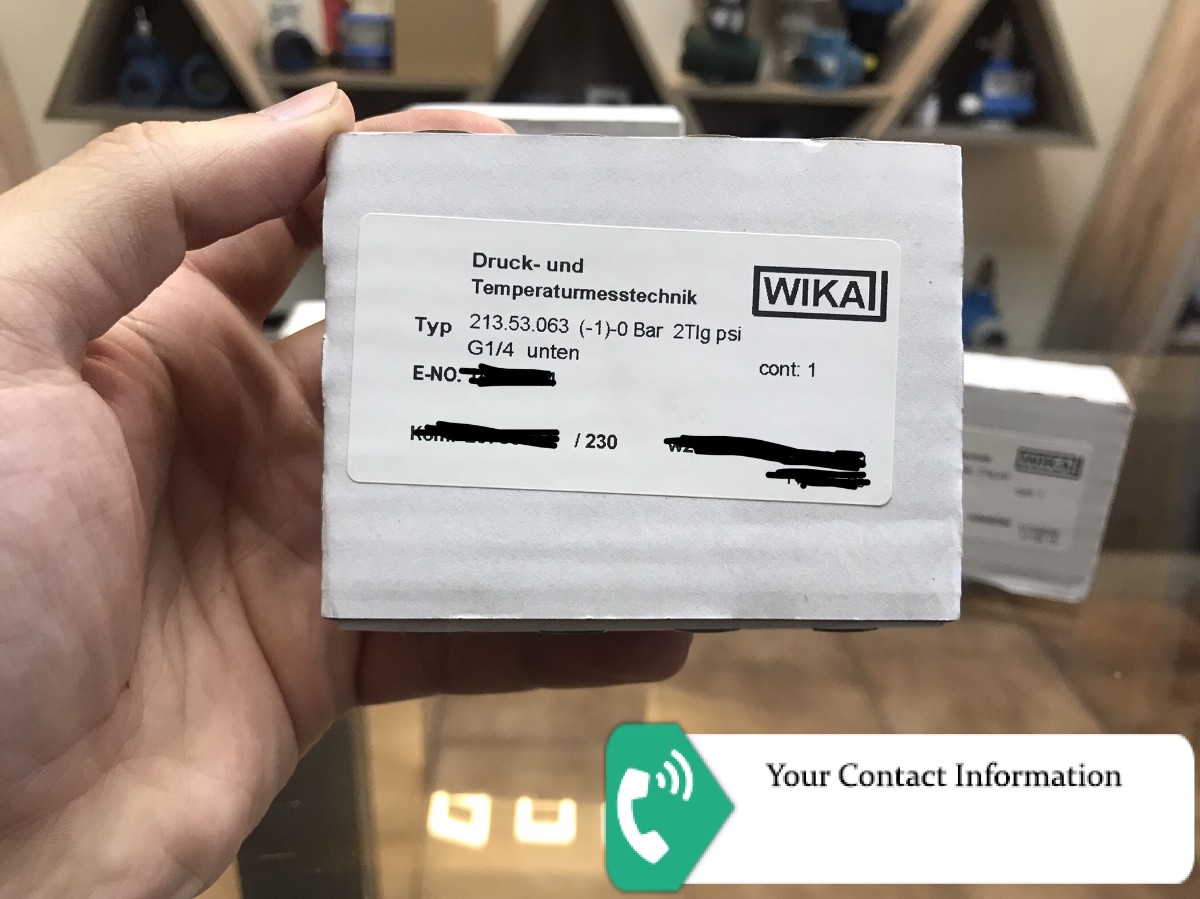 Druck- und
Temperaturmesstechnik
WIKA
Typ 213.53.063 (-1)-0 Bar 2Tlg psi
G1/4 unten
E-NO.
cont: 1
/ 230
Your Contact Information